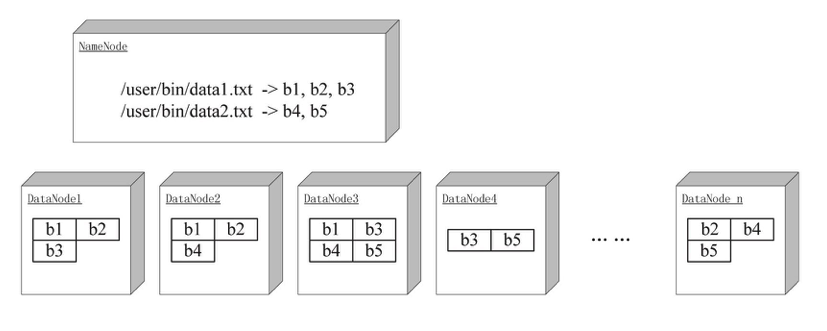 NameNode
/user/bin/data1.txt -> b1, b2, b3
/user/bin/data2.txt -> b4, b5
DataNode1
b1 b2
b3
DataNode2
b1 b2
b4
DataNode3
b1 b3
b4 b5
DataNode4
b3 b5
... ...
DataNode n
b2 b4
b5